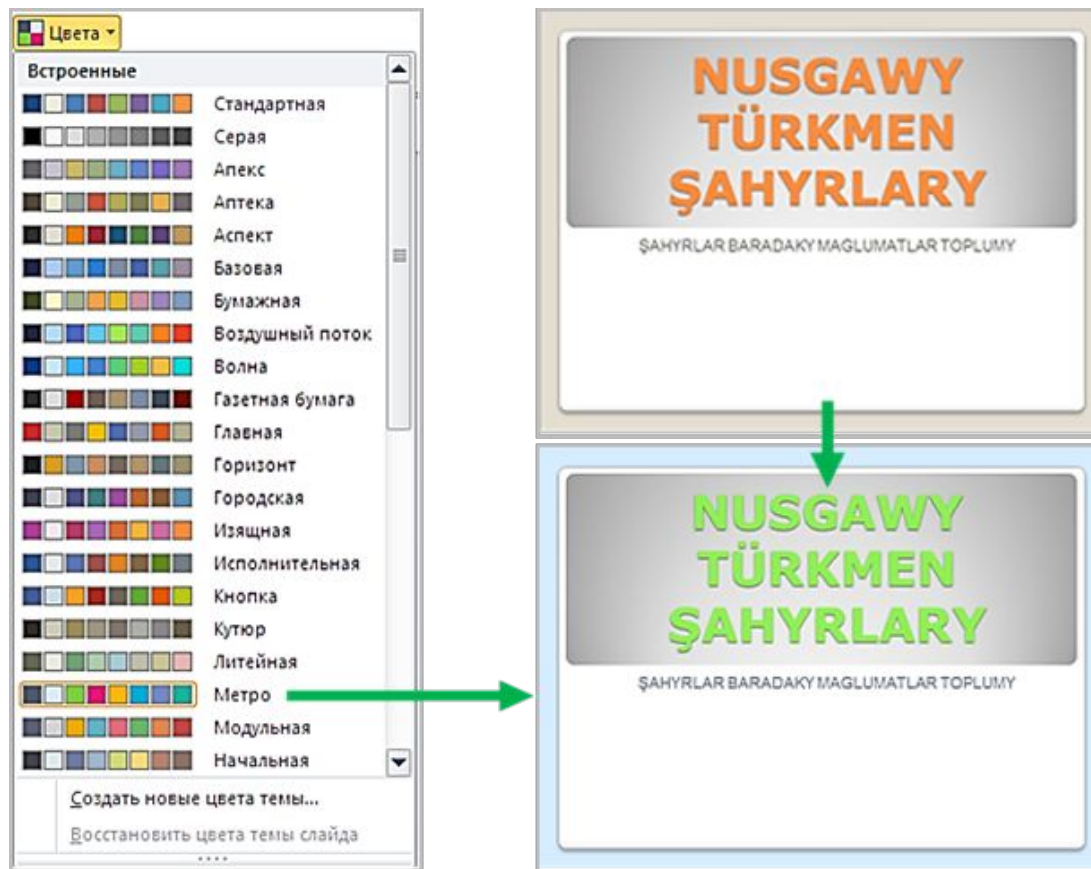 Цвета
Встроенные
Стандартная
Серая
Апекс
Аптека
Аспект
Базовая
Бумажная
Воздушный поток
Волна
Газетная бумага
Главная
Горизонт
Городская
Изящная
Исполнительная
Кнопка
Кутюр
Литейная
Метро
Модульная
Начальная
Создать новые цвета темы...
Восстановить цвета темы слайда
NUSGAWY
TÜRKMEN
ŞAHYRLARY
ŞAHYRLAR BARADAKY MAGLUMATLAR TOPLUMY
NUSGAWY
TÜRKMEN
ŞAHYRLARY
ŞAHYRLAR BARADAKY MAGLUMATLAR TOPLUMY